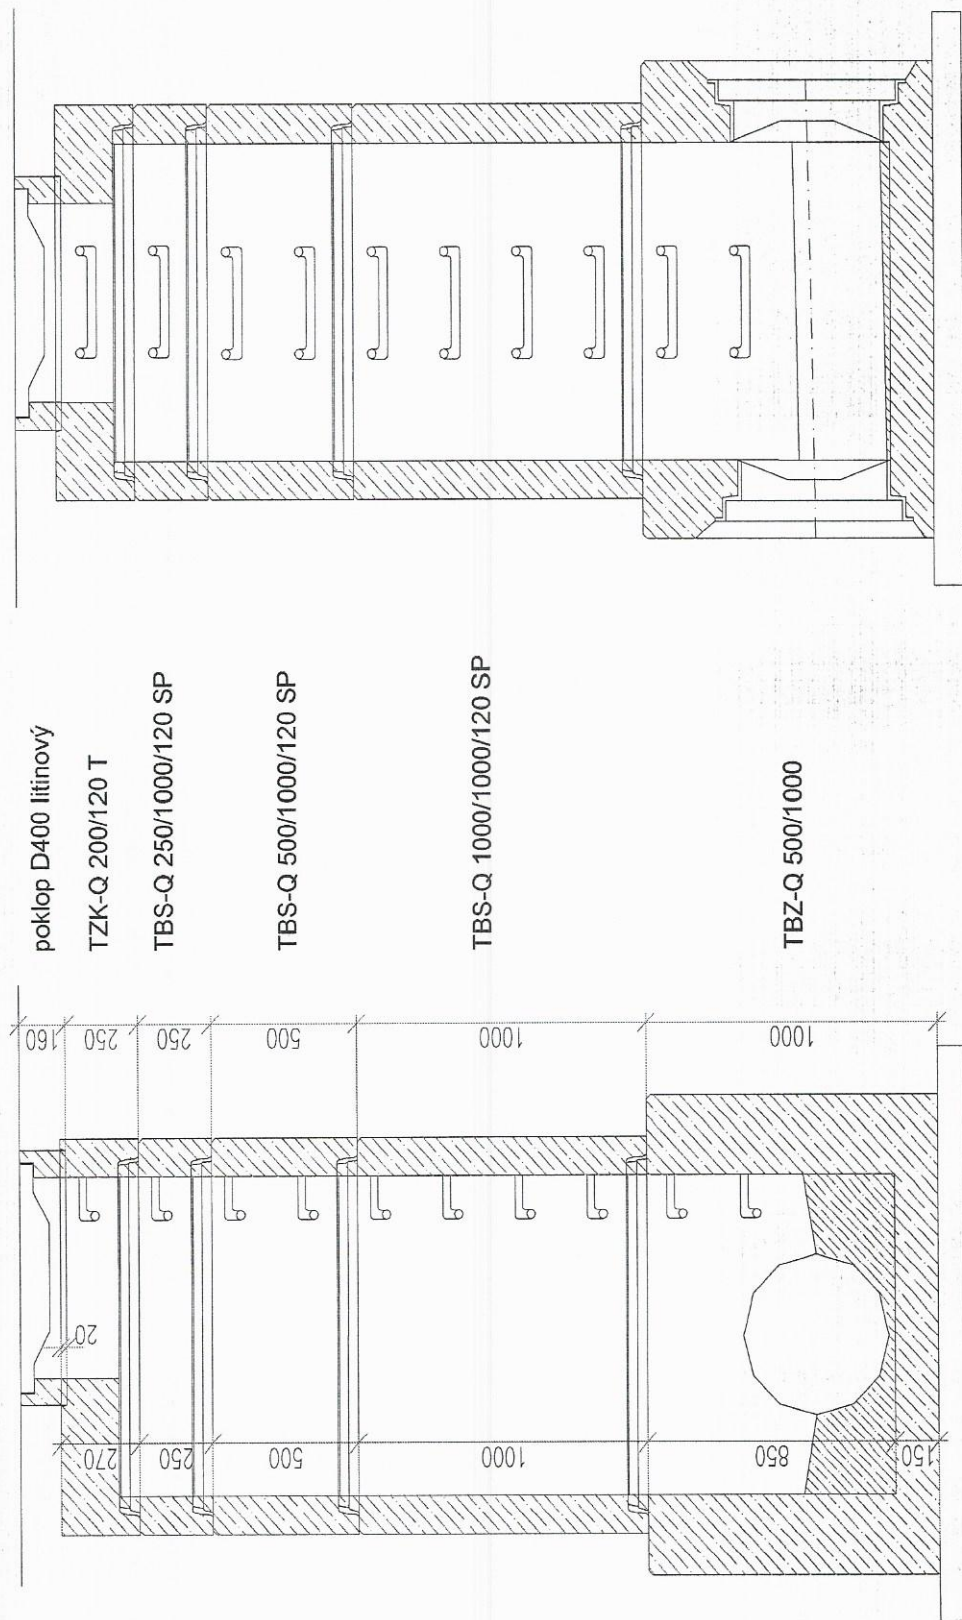 poklop D400 litinový
TZK-Q 200/120 T
TBS-Q 250/1000/120 SP
TBS-Q 500/1000/120 SP
TBS-Q 1000/1000/120 SP
TBZ-Q 500/1000
160
250
250
500
1000
1000
20
270
250
500
1000
850
150